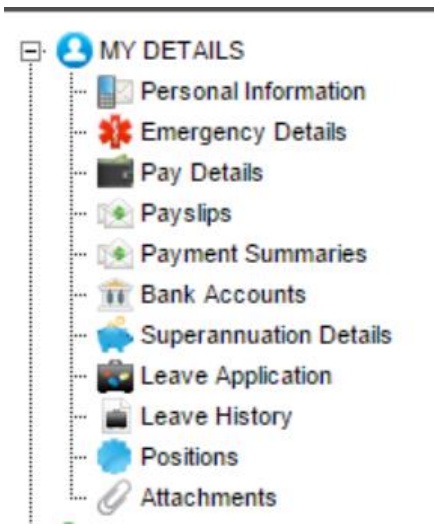 MY DETAILS
Personal Information
Emergency Details
Pay Details
Payslips
Payment Summaries
Bank Accounts
Superannuation Details
Leave Application
Leave History
Positions
Attachments